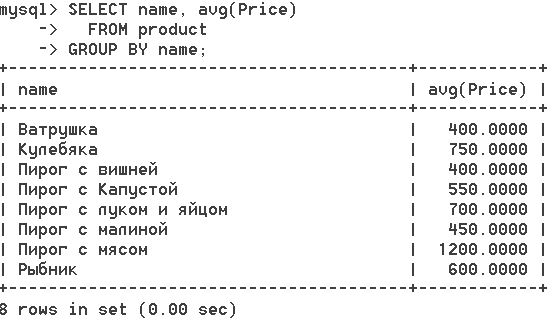 mysql> SELECT name, avg(Price)
    ->   FROM product
    -> GROUP BY name;
+----------------------------------------+-----------+
| name                                   | avg(Price) |
+----------------------------------------+-----------+
| Ватрушка                               |   400.0000 |
| Кулебяка                               |   750.0000 |
| Пирог с вишней                         |   400.0000 |
| Пирог с Капустой                       |   550.0000 |
| Пирог с луком и яйцом                  |   700.0000 |
| Пирог с малиной                        |   450.0000 |
| Пирог с мясом                          |  1200.0000 |
| Рыбник                                 |   600.0000 |
+----------------------------------------+-----------+
8 rows in set (0.00 sec)